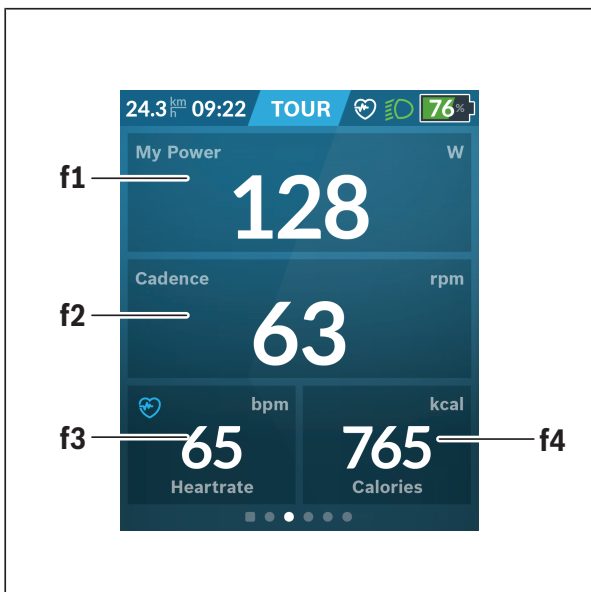 24.3 km/h 09:22 TOUR 76%
My Power W
f1
128
Cadence rpm
f2
63
bpm kcal
f3 65 765 f4
Heartrate Calories